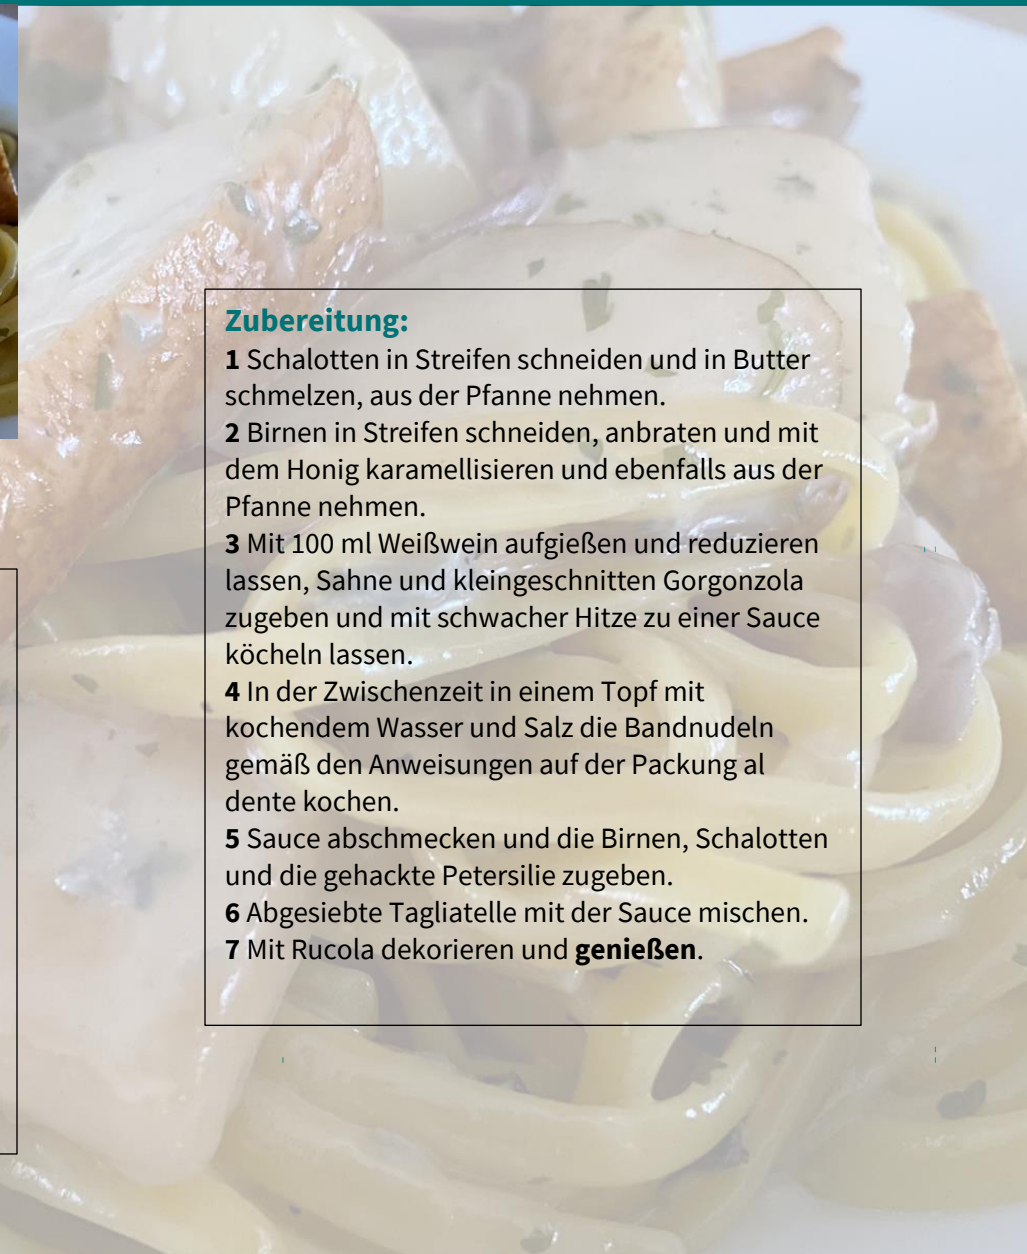 Zubereitung:
1 Schalotten in Streifen schneiden und in Butter
schmelzen, aus der Pfanne nehmen.
2 Birnen in Streifen schneiden, anbraten und mit
dem Honig karamellisieren und ebenfalls aus der
Pfanne nehmen.
3 Mit 100 ml Weißwein aufgießen und reduzieren
lassen, Sahne und kleingeschnitten Gorgonzola
zugeben und mit schwacher Hitze zu einer Sauce
köcheln lassen.
4 In der Zwischenzeit in einem Topf mit
kochendem Wasser und Salz die Bandnudeln
gemäß den Anweisungen auf der Packung al
dente kochen.
5 Sauce abschmecken und die Birnen, Schalotten
und die gehackte Petersilie zugeben.
6 Abgesiebte Tagliatelle mit der Sauce mischen.
7 Mit Rucola dekorieren und genießen.